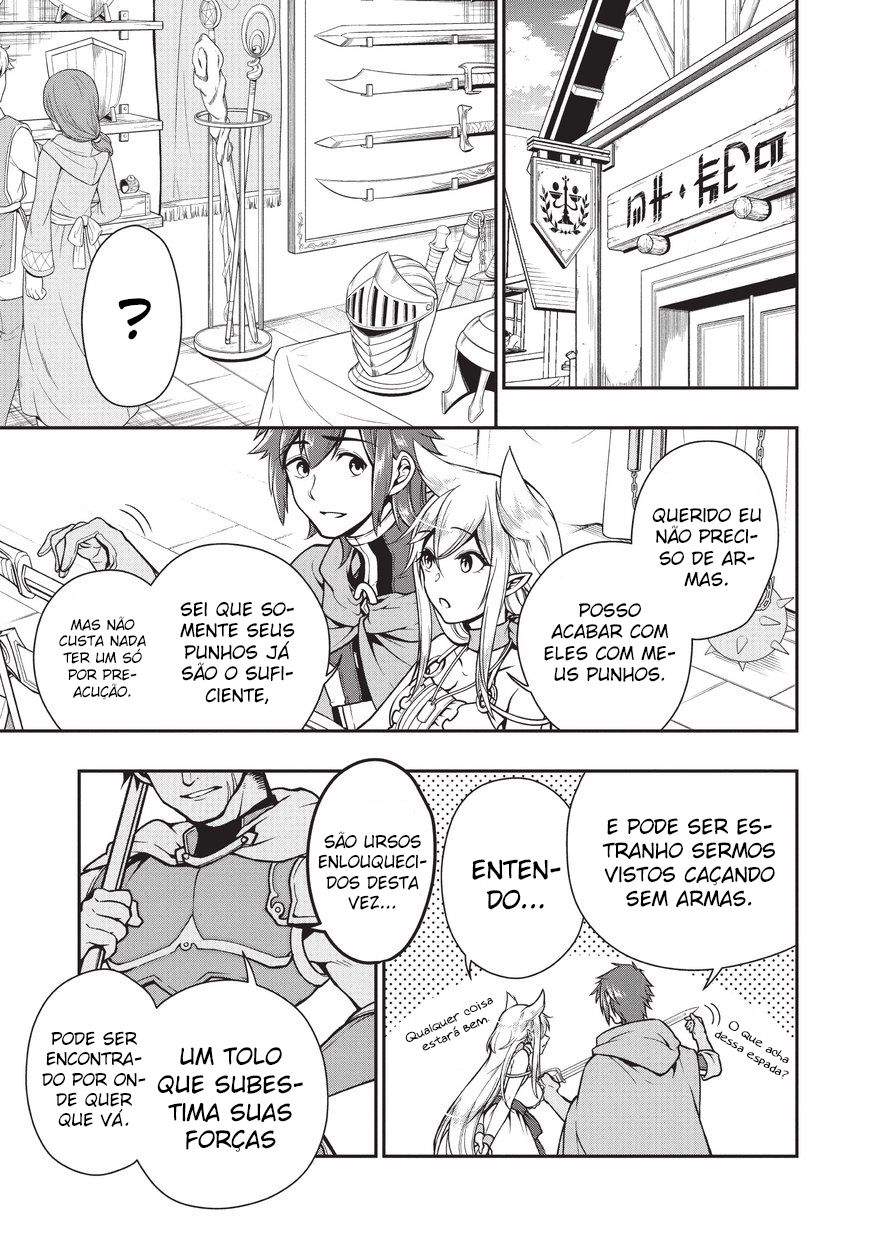 ?
QUERIDO EU
NÃO PRECI-
SO DE AR-
MAS.
POSSO
ACABAR COM
ELES COM ME-
US PUNHOS.
SEI QUE SO-
MENTE SEUS
PUNHOS JÁ
SÃO O SUFI-
CIENTE,
MAS NÃO
CUSTA NADA
TER UM SÓ
POR PRE-
ACUÇÃO.
E PODE SER ES-
TRANHO SERMOS
VISTOS CAÇANDO
SEM ARMAS.
ENTEN-
DO...
O que acha
dessa espada?
Qualquer coisa
estará bem.
SÃO URSOS
ENLOUQUECI-
DOS DESTA
VEZ...
UM TOLO
QUE SUBES-
TIMA SUAS
FORÇAS
PODE SER
ENCONTRA-
DO POR ON-
DE QUER
QUE VÁ.